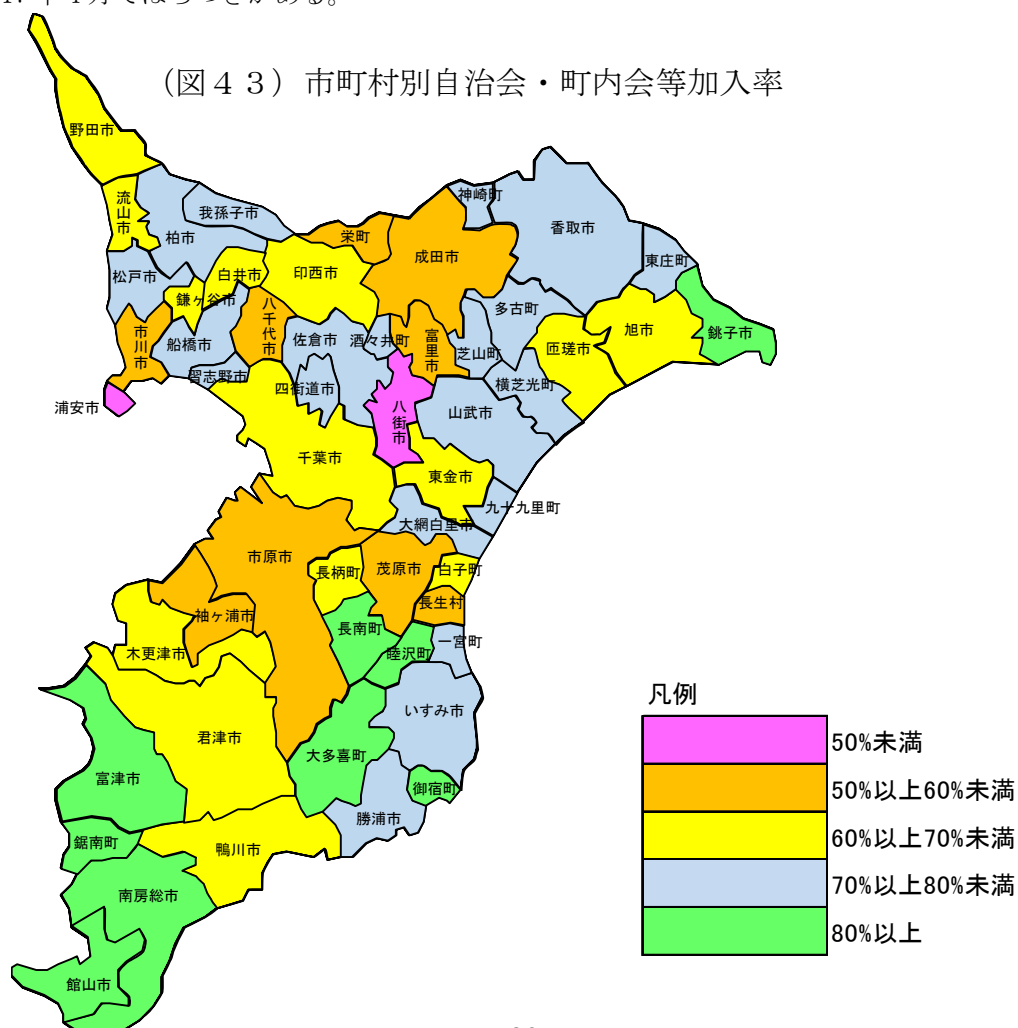 （図４３）市町村別自治会・町内会等加入率
野田市
流山市
柏市
我孫子市
神崎町
香取市
栄町
成田市
東庄町
松戸市
白井市
印西市
鎌ヶ谷市
八千代市
多古町
銚子市
市川市
船橋市
佐倉市
酒々井町
富里市
芝山町
匝瑳市
旭市
習志野市
四街道市
横芝光町
浦安市
八街市
山武市
千葉市
東金市
九十九里町
大網白里市
市原市
長柄町
茂原市
白子町
長生村
袖ヶ浦市
長南町
一宮町
木更津市
睦沢町
いすみ市
君津市
大多喜町
富津市
御宿町
勝浦市
鋸南町
鴨川市
南房総市
館山市
凡例
50%未満
50%以上60%未満
60%以上70%未満
70%以上80%未満
80%以上